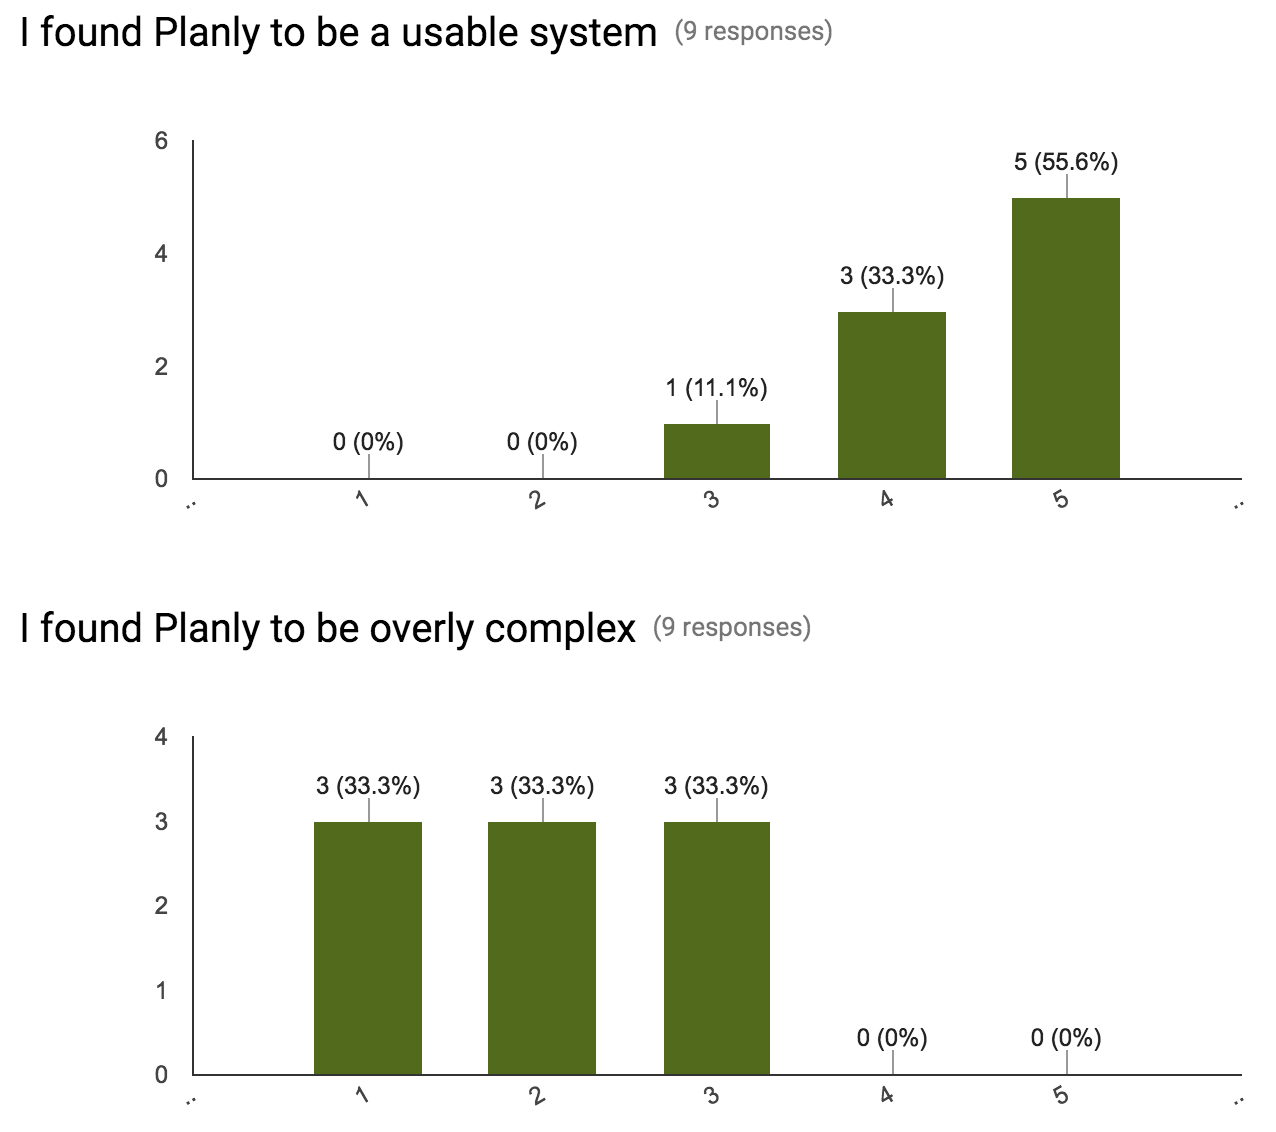 I found Planly to be a usable system (9 responses)
6
5 (55.6%)
4
3 (33.3%)
2
1 (11.1%)
0 (0%) 0 (0%)
0
.. 1 2 3 4 5 ..
I found Planly to be overly complex (9 responses)
4
3 (33.3%) 3 (33.3%) 3 (33.3%)
3
2
1
0 (0%) 0 (0%)
0
.. 1 2 3 4 5 ..